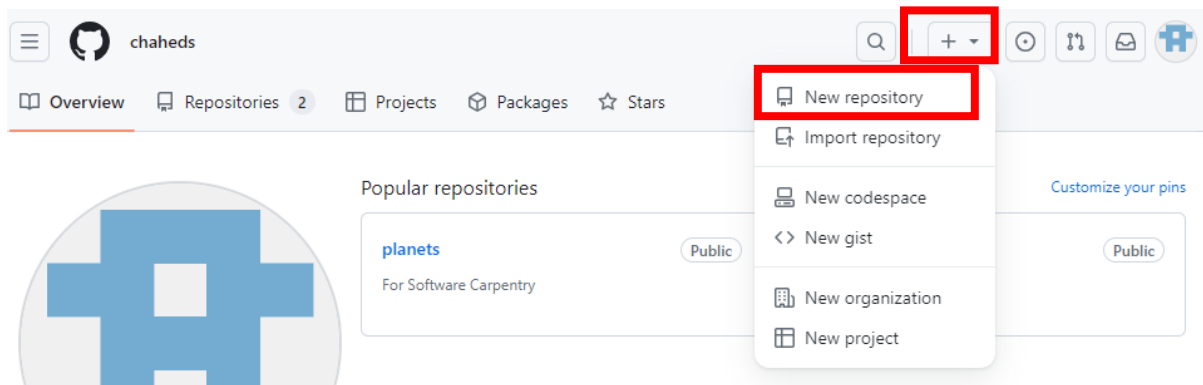 chaheds
Overview Repositories 2 Projects Packages Stars
New repository
Import repository
New codespace
New gist
New organization
New project
Popular repositories
Customize your pins
planets Public
For Software Carpentry
Public